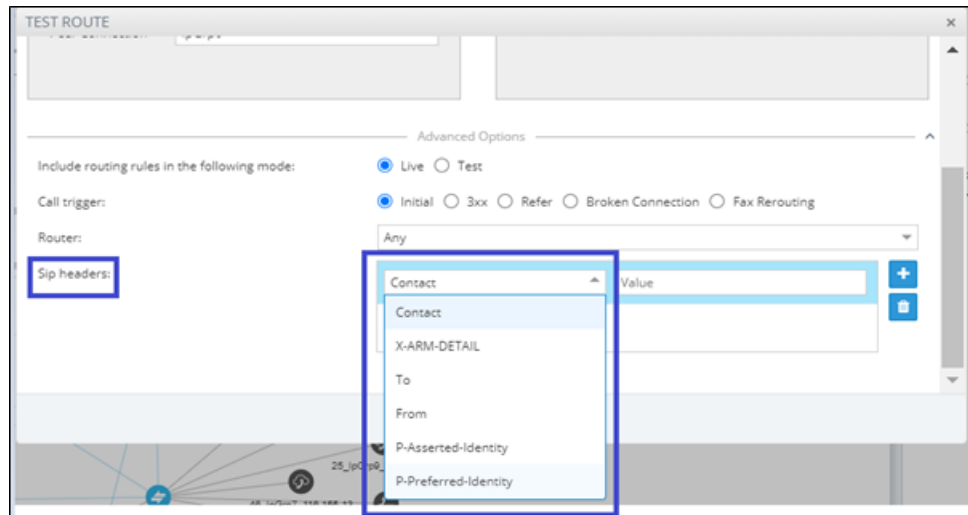 TEST ROUTE
Advanced Options
Include routing rules in the following mode: Live Test
Call trigger: Initial 3xx Refer Broken Connection Fax Rerouting
Router: Any
Sip headers: Contact Value
Contact
X-ARM-DETAIL
To
From
P-Asserted-Identity
P-Preferred-Identity